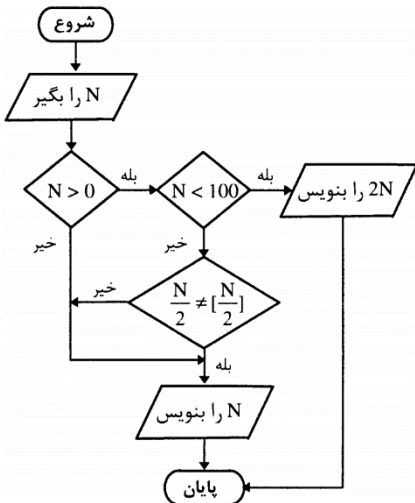 شروع
N را بگیر
N > 0
بله
N < 100
بله
2N را بنویس
خیر
خیر
N/2 ≠ [N/2]
خیر
بله
N را بنویس
پایان